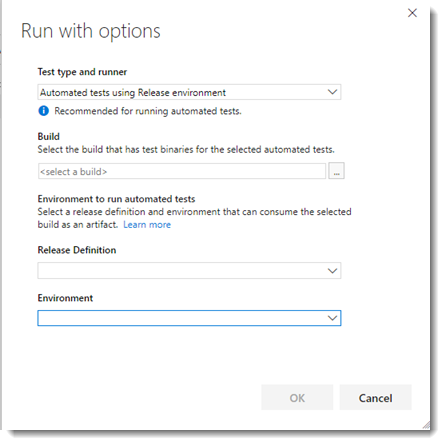 Run with options
Test type and runner
Automated tests using Release environment
Recommended for running automated tests.
Build
Select the build that has test binaries for the selected automated tests.
<select a build>
...
Environment to run automated tests
Select a release definition and environment that can consume the selected
build as an artifact. Learn more
Release Definition
Environment
OK
Cancel